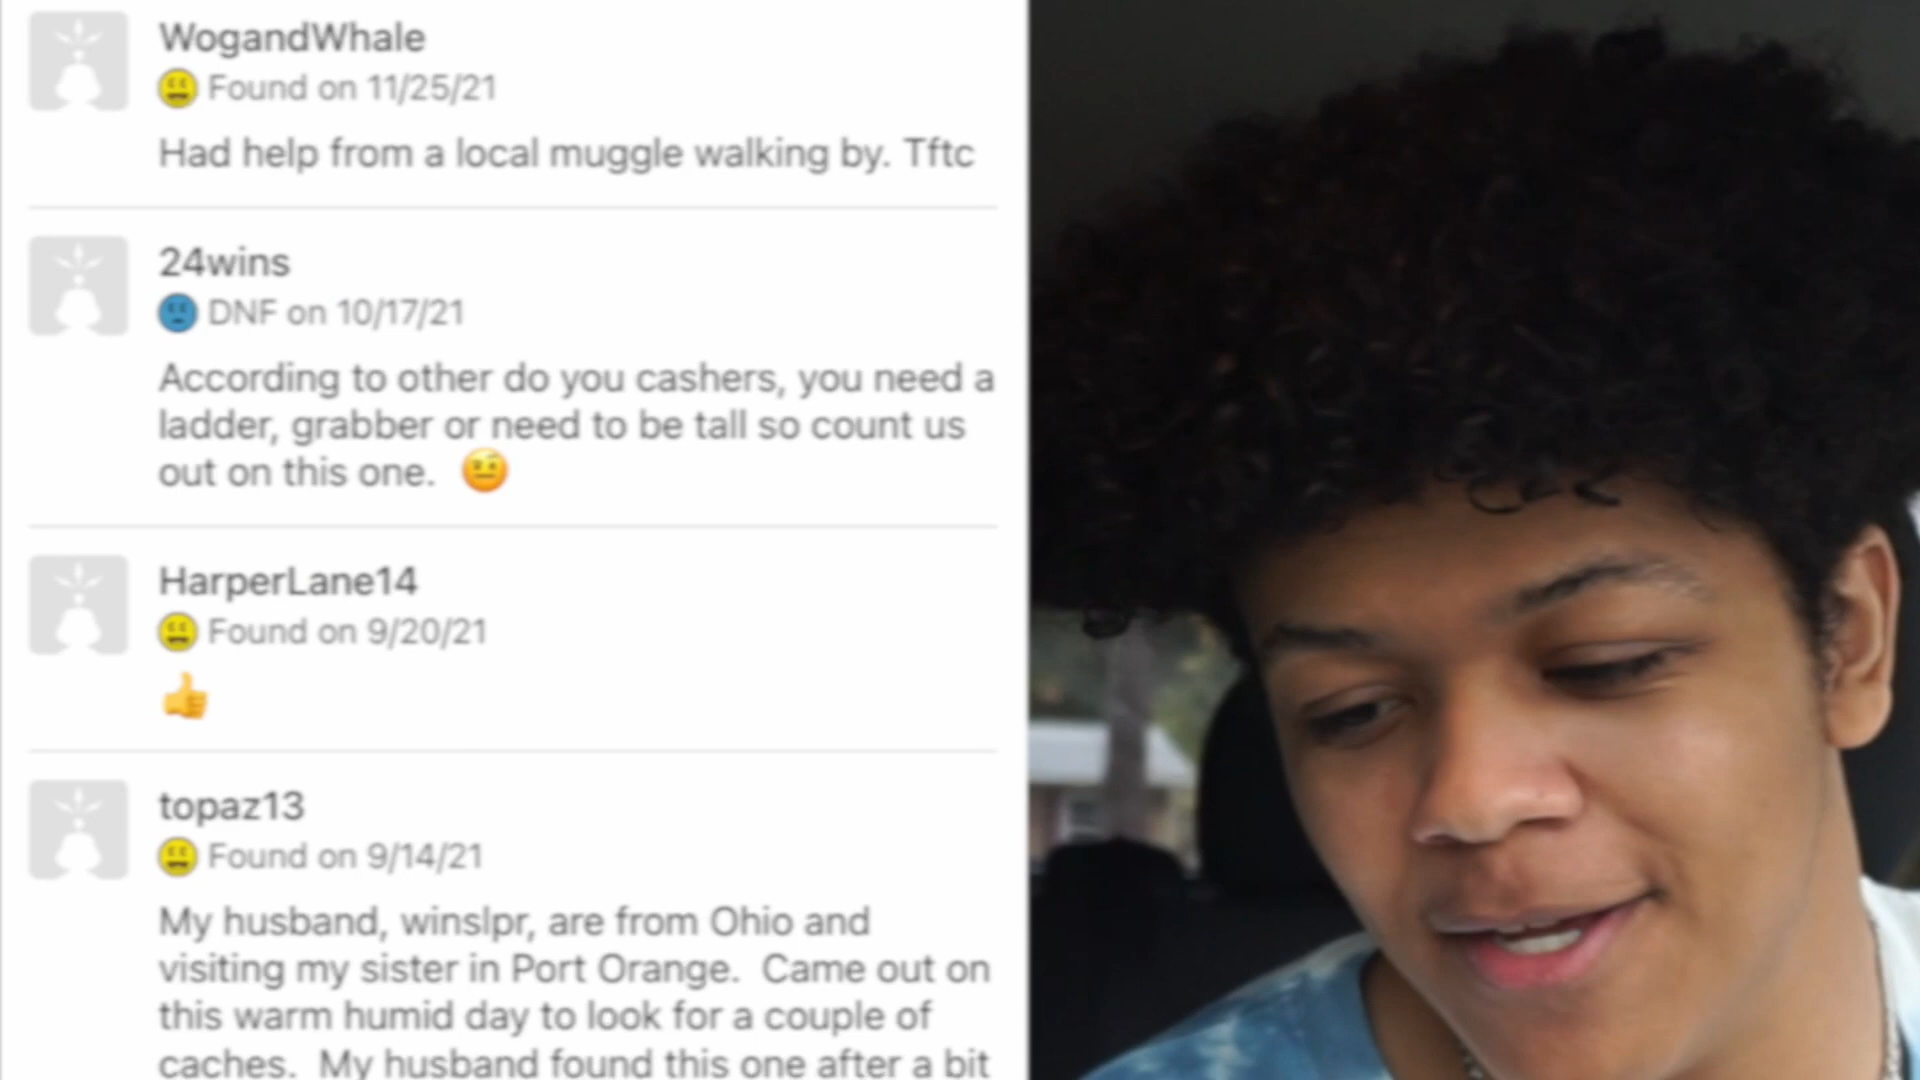 WogandWhale
Found on 11/25/21
Had help from a local muggle walking by. Tftc
24wins
DNF on 10/17/21
According to other do you cashers, you need a
ladder, grabber or need to be tall so count us
out on this one. 🤨
HarperLane14
Found on 9/20/21
👍
topaz13
Found on 9/14/21
My husband, winslpr, are from Ohio and
visiting my sister in Port Orange. Came out on
this warm humid day to look for a couple of
caches. My husband found this one after a bit